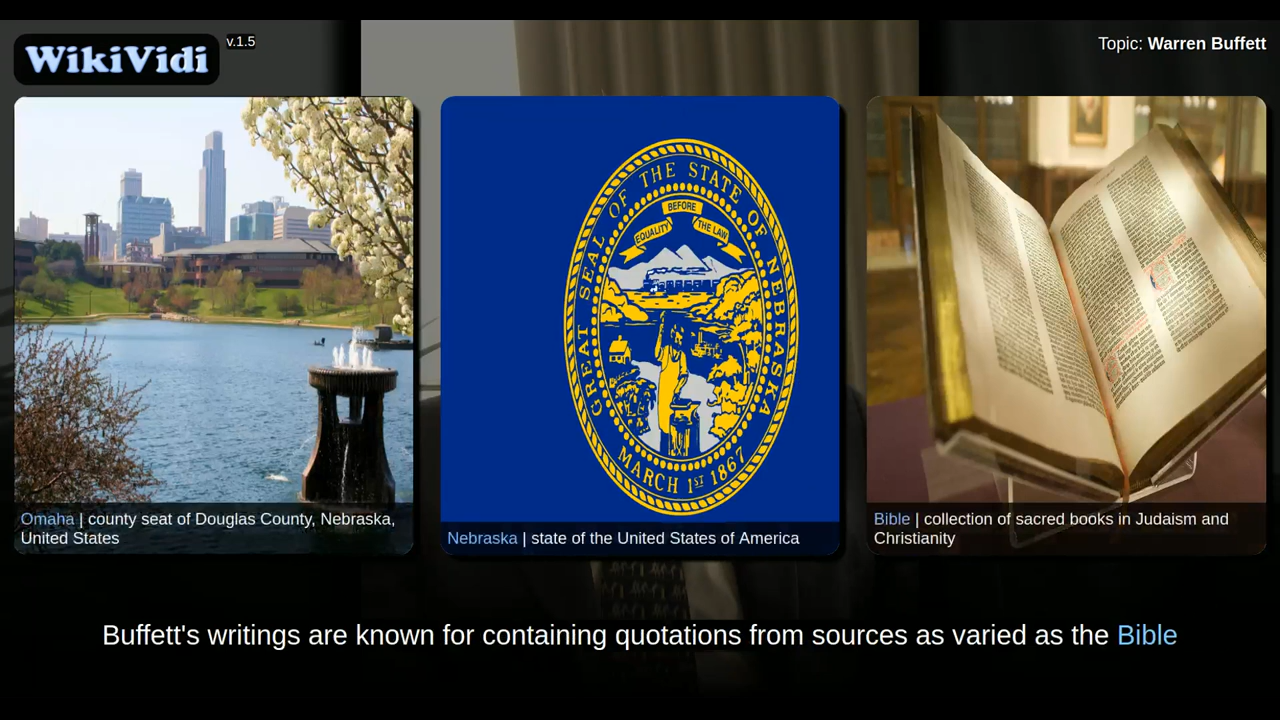 WikiVidi
v.1.5
Topic: Warren Buffett
GREAT SEAL OF THE STATE OF NEBRASKA
EQUALITY BEFORE THE LAW
MARCH 1ST 1867
Omaha | county seat of Douglas County, Nebraska,
United States
Nebraska | state of the United States of America
Bible | collection of sacred books in Judaism and
Christianity
Buffett's writings are known for containing quotations from sources as varied as the Bible